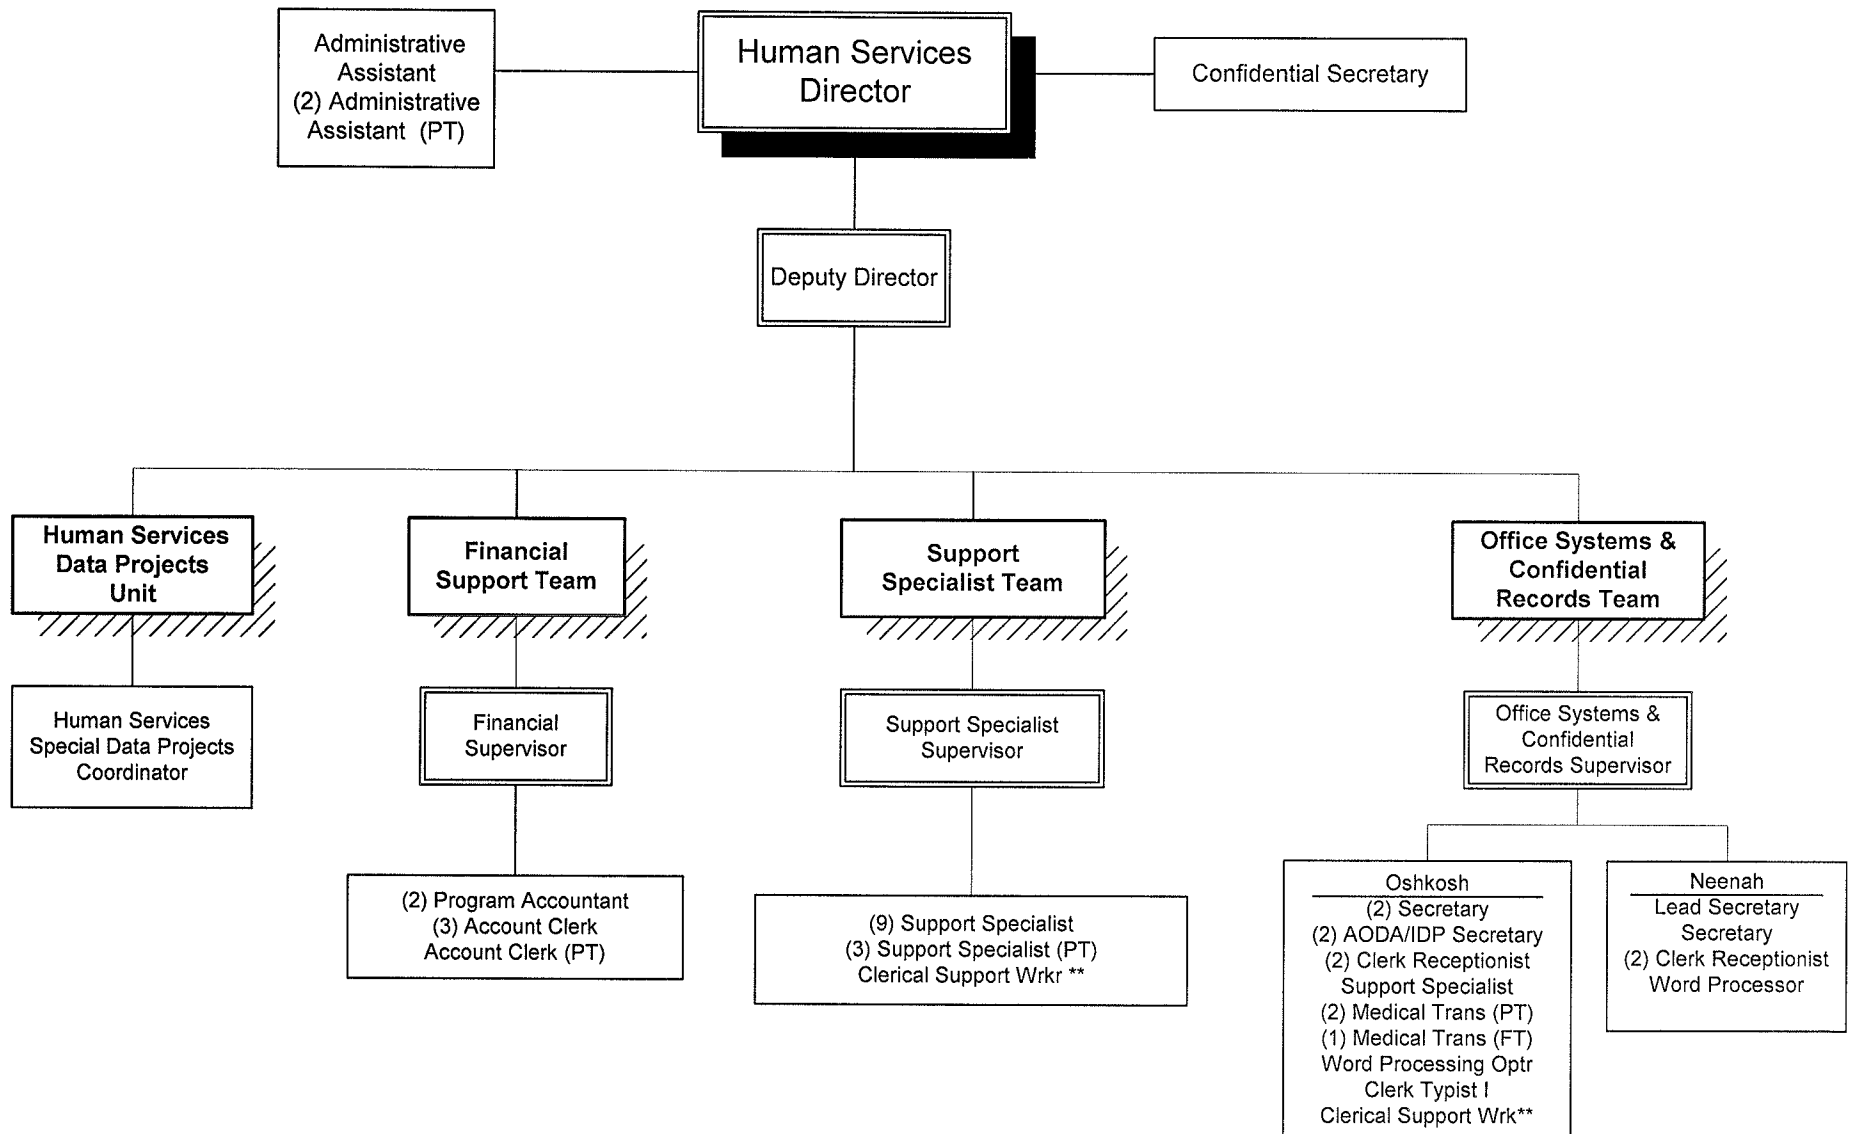 Administrative
Assistant
(2) Administrative
Assistant (PT)
Human Services
Director
Confidential Secretary
Deputy Director
Human Services
Data Projects
Unit
Financial
Support Team
Support
Specialist Team
Office Systems &
Confidential
Records Team
Human Services
Special Data Projects
Coordinator
Financial
Supervisor
Support Specialist
Supervisor
Office Systems &
Confidential
Records Supervisor
(2) Program Accountant
(3) Account Clerk
Account Clerk (PT)
(9) Support Specialist
(3) Support Specialist (PT)
Clerical Support Wrkr **
Oshkosh
(2) Secretary
(2) AODA/IDP Secretary
(2) Clerk Receptionist
Support Specialist
(2) Medical Trans (PT)
(1) Medical Trans (FT)
Word Processing Optr
Clerk Typist I
Clerical Support Wrk**
Neenah
Lead Secretary
Secretary
(2) Clerk Receptionist
Word Processor